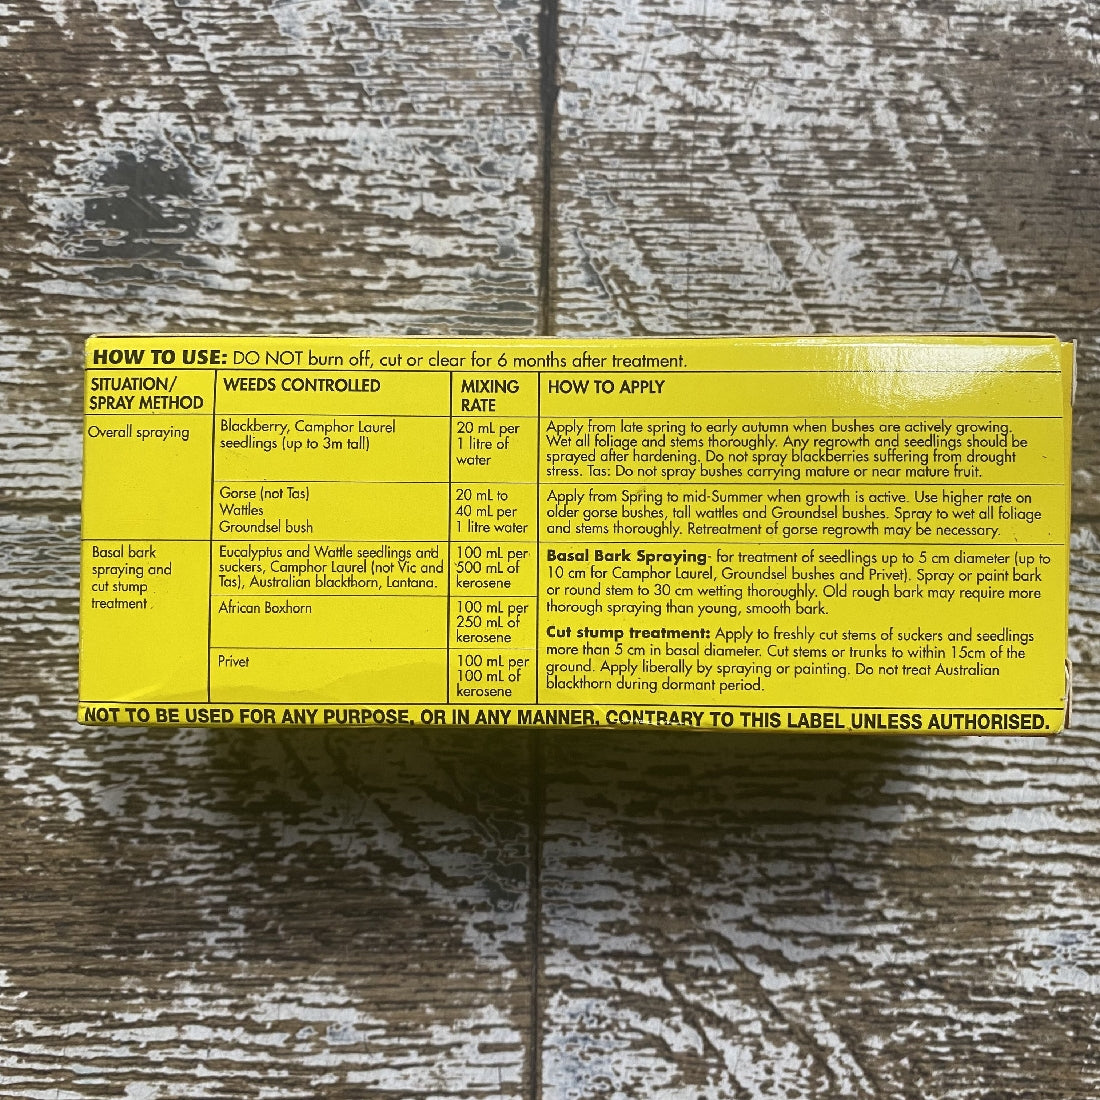 HOW TO USE: DO NOT burn off, cut or clear for 6 months after treatment.
SITUATION/
SPRAY METHOD
WEEDS CONTROLLED
MIXING
RATE
HOW TO APPLY
Overall spraying
Blackberry, Camphor Laurel
seedlings (up to 3m tall)
20 mL per
1 litre of
water
Apply from late spring to early autumn when bushes are actively growing.
Wet all foliage and stems thoroughly. Any regrowth and seedlings should be
sprayed after hardening. Do not spray blackberries suffering from drought
stress. Tas: Do not spray bushes carrying mature or near mature fruit.
Gorse (not Tas)
Wattles
Groundsel bush
20 mL to
40 mL per
1 litre water
Apply from Spring to mid-Summer when growth is active. Use higher rate on
older gorse bushes, tall wattles and Groundsel bushes. Spray to wet all foliage
and stems thoroughly. Retreatment of gorse regrowth may be necessary.
Basal bark
spraying and
cut stump
treatment
Eucalyptus and Wattle seedlings and
suckers, Camphor Laurel (not Vic and
Tas), Australian blackthorn, Lantana.
100 mL per
500 mL of
kerosene
African Boxhorn
100 mL per
250 mL of
kerosene
Privet
100 mL per
100 mL of
kerosene
Basal Bark Spraying- for treatment of seedlings up to 5 cm diameter (up to
10 cm for Camphor Laurel, Groundsel bushes and Privet). Spray or paint bark
or round stem to 30 cm wetting thoroughly. Old rough bark may require more
thorough spraying than young, smooth bark.
Cut stump treatment: Apply to freshly cut stems of suckers and seedlings
more than 5 cm in basal diameter. Cut stems or trunks to within 15cm of the
ground. Apply liberally by spraying or painting. Do not treat Australian
blackthorn during dormant period.
NOT TO BE USED FOR ANY PURPOSE, OR IN ANY MANNER, CONTRARY TO THIS LABEL UNLESS AUTHORISED.